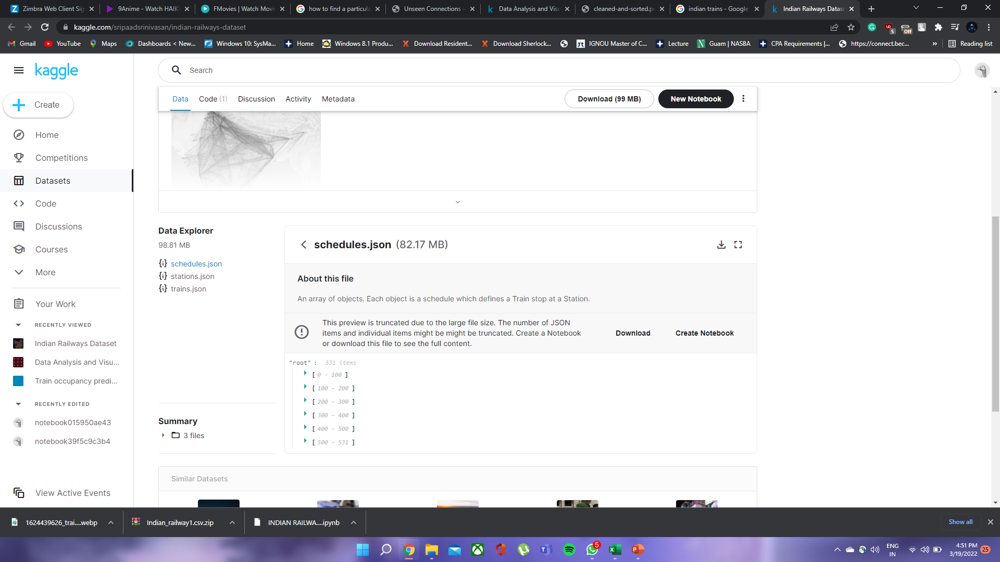 Zimbra Web Client Sig
9Anime - Watch HAIK
FMovies | Watch Movi
how to find a particula
Unseen Connections -
Data Analysis and Visu
cleaned-and-sorted.p
indian trains - Google
Indian Railways Datase
kaggle.com/sripaadsrinivasan/indian-railways-dataset
5
Off
Gmail
YouTube
Maps
Dashboards < New...
Windows 10: SysMa...
Home
Windows 8.1 Produ...
Download Resident...
Download Sherlock...
IGNOU Master of C...
Lecture
Guam | NASBA
CPA Requirements |...
https://connect.bec...
»
Reading list
kaggle
Search
Create
Home
Competitions
Datasets
Code
Discussions
Courses
More
Your Work
RECENTLY VIEWED
Indian Railways Dataset
Data Analysis and Visu...
Train occupancy predi...
RECENTLY EDITED
notebook015950ae43
notebook39f5c9c3b4
View Active Events
Data
Code (1)
Discussion
Activity
Metadata
Download (99 MB)
New Notebook
Data Explorer
98.81 MB
schedules.json
stations.json
trains.json
Summary
3 files
schedules.json (82.17 MB)
About this file
An array of objects. Each object is a schedule which defines a Train stop at a Station.
This preview is truncated due to the large file size. The number of JSON
items and individual items might be might be truncated. Create a Notebook
or download this file to see the full content.
Download
Create Notebook
"root" : 531 items
[ 0 - 100 ]
[ 100 - 200 ]
[ 200 - 300 ]
[ 300 - 400 ]
[ 400 - 500 ]
[ 500 - 531 ]
Similar Datasets
1624439626_trai....webp
Indian_railway1.csv.zip
INDIAN RAILWA....ipynb
Show all
5
ENG
IN
4:51 PM
3/19/2022
25